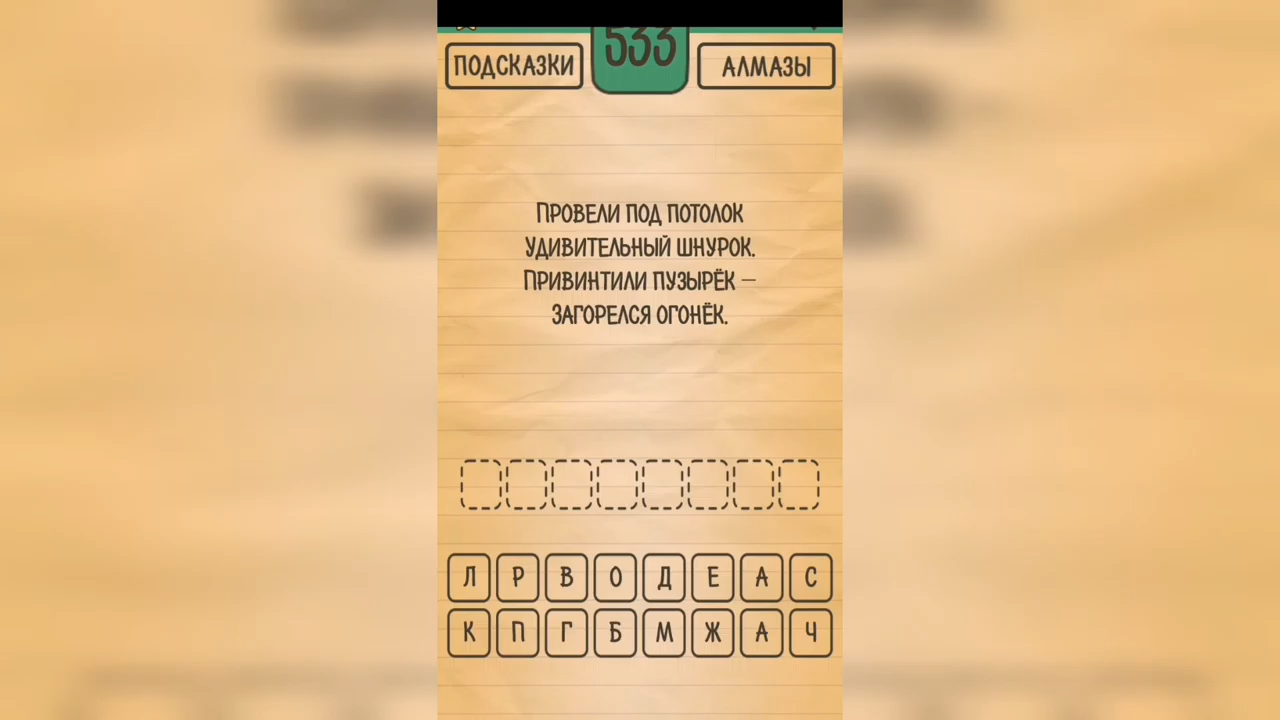 ПОДСКАЗКИ 533 АЛМАЗЫ
ПРОВЕЛИ ПОД ПОТОЛОК
УДИВИТЕЛЬНЫЙ ШНУРОК.
ПРИВИНТИЛИ ПУЗЫРЁК –
ЗАГОРЕЛСЯ ОГОНЁК.
Л Р В О Д Е А С
К П Г Б М Ж А Ч